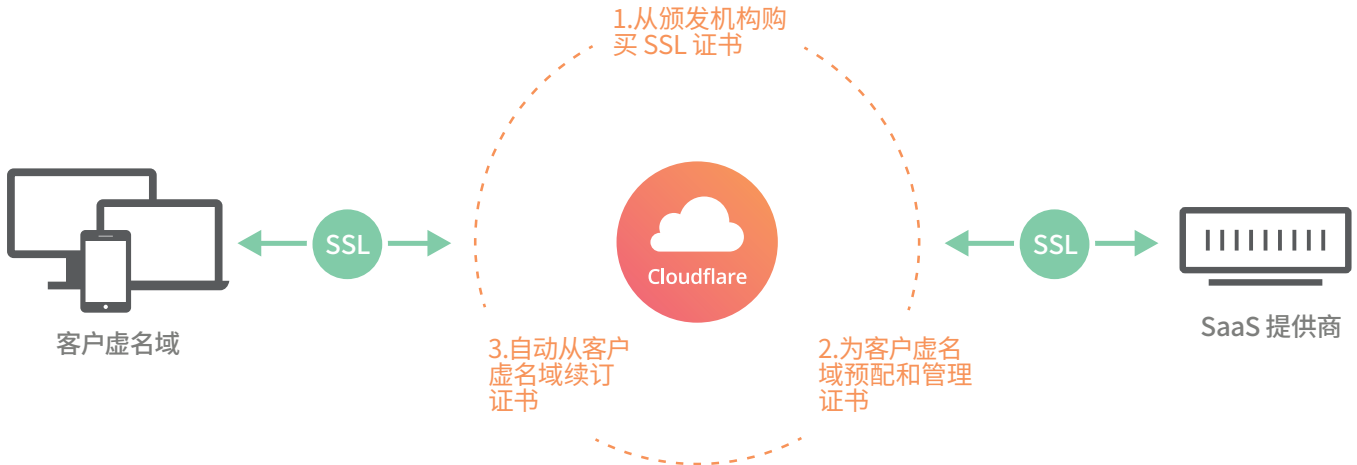 1.从颁发机构购
买 SSL 证书
SSL
Cloudflare
SSL
客户虚名域
SaaS 提供商
3.自动从客户
虚名域续订
证书
2.为客户虚名
域预配和管理
证书